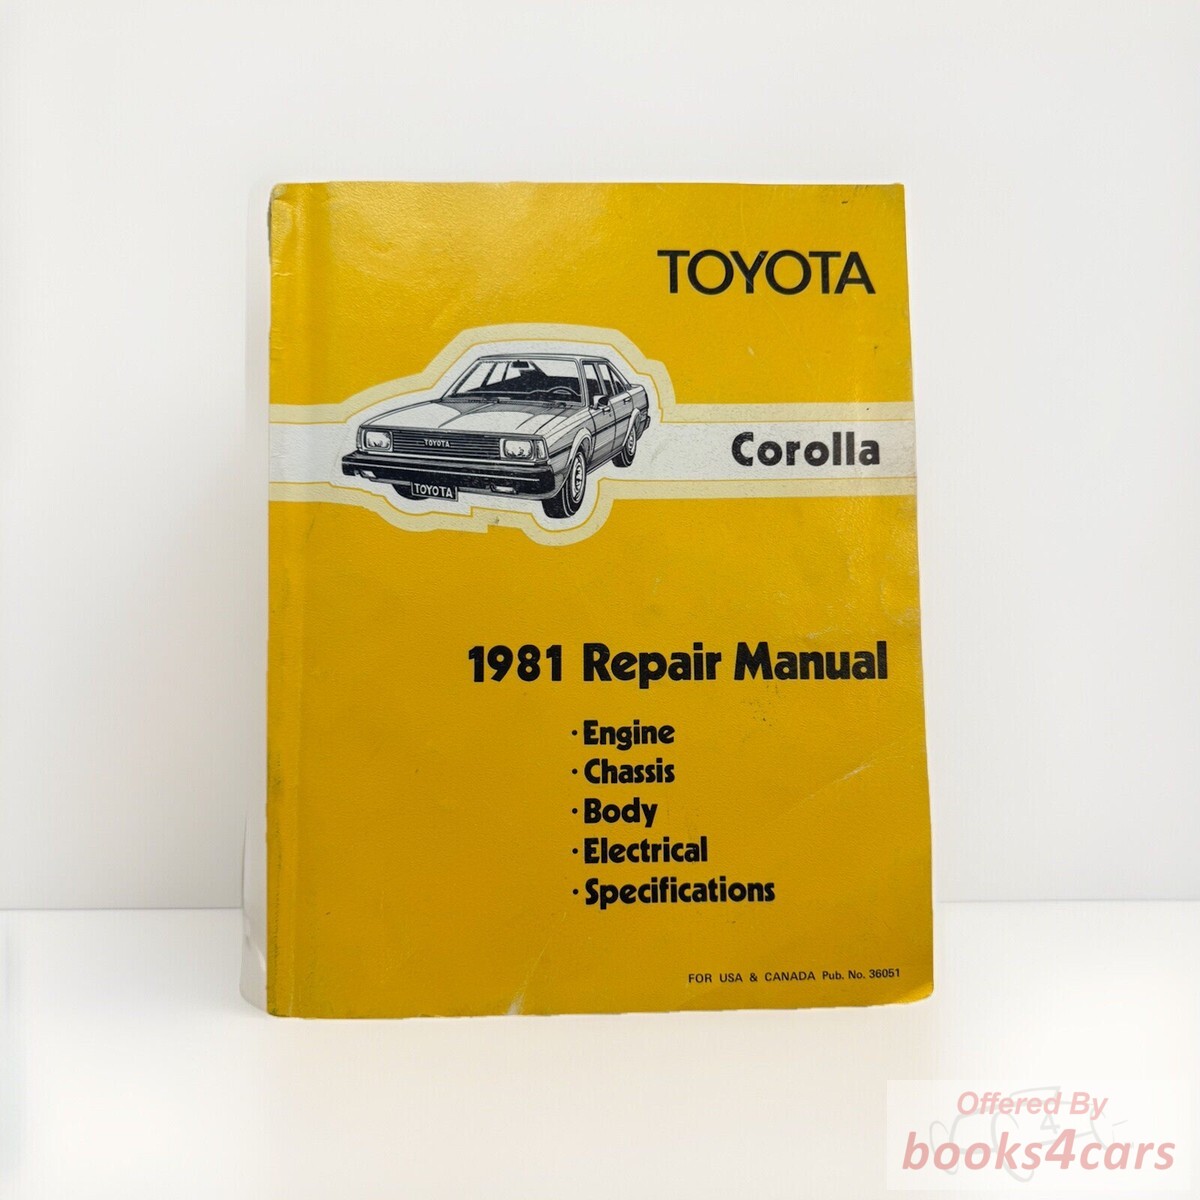 TOYOTA
TOYOTA
TOYOTA
Corolla
1981 Repair Manual
· Engine
· Chassis
· Body
· Electrical
· Specifications
FOR USA & CANADA Pub. No. 36051
Offered By
books4cars